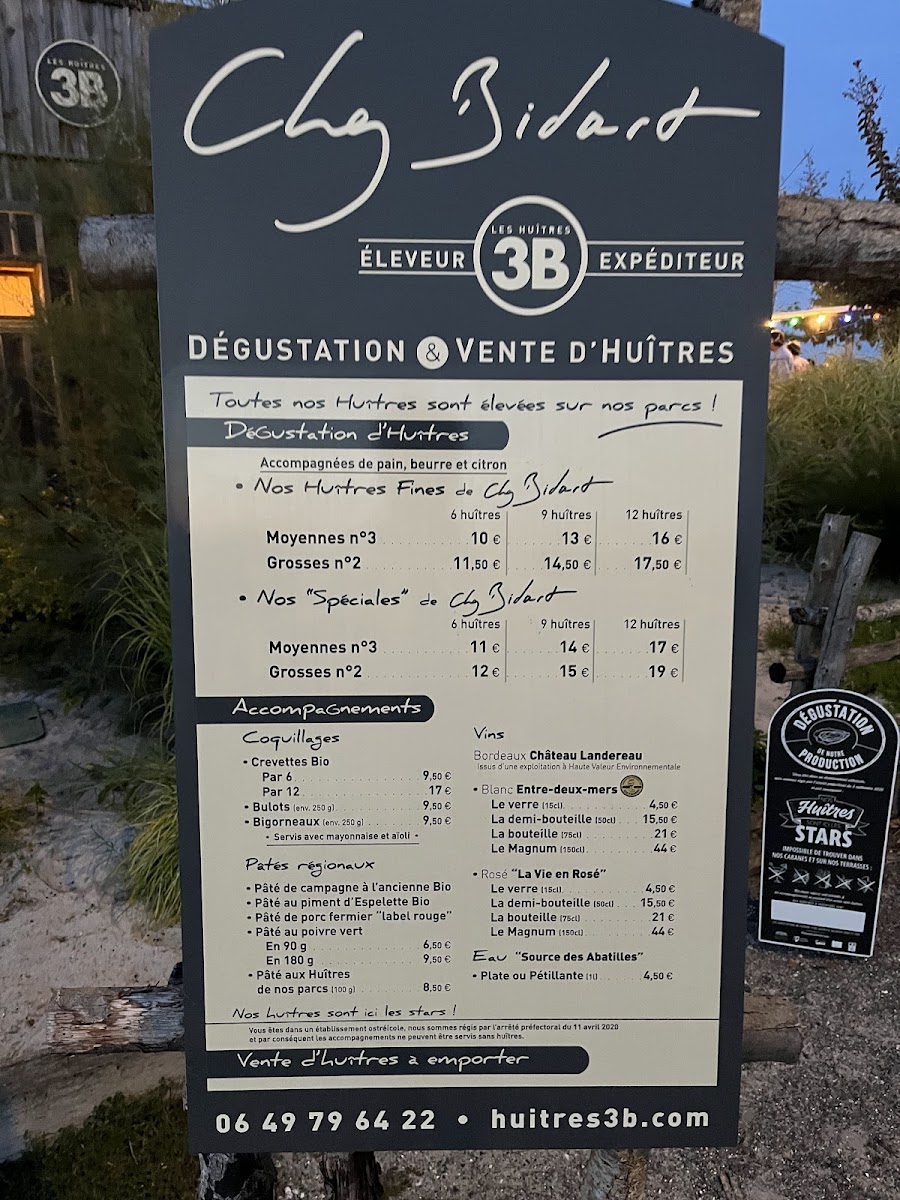 LES HUÎTRES
3B
Chez Bidart
LES HUÎTRES
ÉLEVEUR 3B EXPÉDITEUR
DÉGUSTATION & VENTE D'HUÎTRES
Toutes nos Huîtres sont élevées sur nos parcs !
DéGustation d'Huîtres
Accompagnées de pain, beurre et citron
• Nos Huîtres Fines de Chez Bidart
6 huîtres 9 huîtres 12 huîtres
Moyennes n°3 10 € 13 € 16 €
Grosses n°2 11,50 € 14,50 € 17,50 €
• Nos "Spéciales" de Chez Bidart
6 huîtres 9 huîtres 12 huîtres
Moyennes n°3 11 € 14 € 17 €
Grosses n°2 12 € 15 € 19 €
AccompaGnements
Coquillages
• Crevettes Bio
Par 6 9,50 €
Par 12 17 €
• Bulots (env. 250 g) 9,50 €
• Bigorneaux (env. 250 g) 9,50 €
• Servis avec mayonnaise et aïoli •
Patés régionaux
• Pâté de campagne à l'ancienne Bio
• Pâté au piment d'Espelette Bio
• Pâté de porc fermier "label rouge"
• Pâté au poivre vert
En 90 g 6,50 €
En 180 g 9,50 €
• Pâté aux Huîtres
de nos parcs (100 g) 8,50 €
Vins
Bordeaux Château Landereau
Issus d'une exploitation à Haute Valeur Environnementale
• Blanc Entre-deux-mers
Le verre (15cl) 4,50 €
La demi-bouteille (50cl) 15,50 €
La bouteille (75cl) 21 €
Le Magnum (150cl) 44 €
• Rosé "La Vie en Rosé"
Le verre (15cl) 4,50 €
La demi-bouteille (50cl) 15,50 €
La bouteille (75cl) 21 €
Le Magnum (150cl) 44 €
Eau "Source des Abatilles"
• Plate ou Pétillante (1l) 4,50 €
Nos huîtres sont ici les stars !
Vous êtes dans un établissement ostréicole, nous sommes régis par l'arrêté préfectoral du 11 avril 2020
et par conséquent les accompagnements ne peuvent être servis sans huîtres.
Vente d'huîtres à emporter
06 49 79 64 22 • huitres3b.com
DÉGUSTATION
DE NOTRE
PRODUCTION
Huîtres
STARS
IMPOSSIBLE DE TROUVER DANS
NOS CABANES ET SUR NOS TERRASSES :